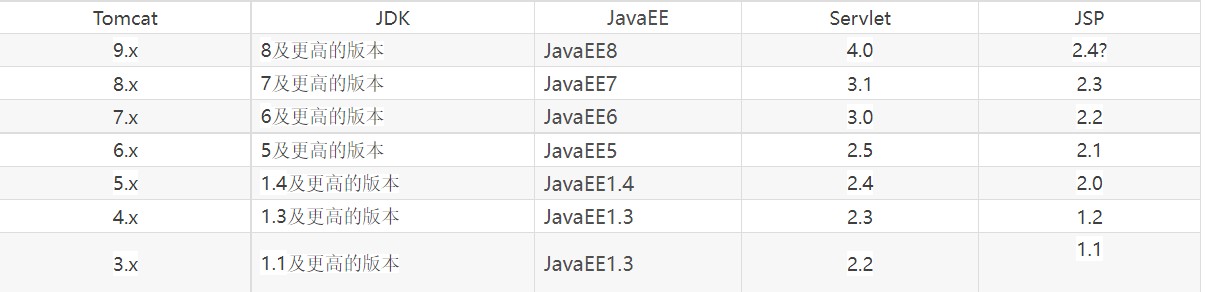 Tomcat JDK JavaEE Servlet JSP
9.x 8及更高的版本 JavaEE8 4.0 2.4?
8.x 7及更高的版本 JavaEE7 3.1 2.3
7.x 6及更高的版本 JavaEE6 3.0 2.2
6.x 5及更高的版本 JavaEE5 2.5 2.1
5.x 1.4及更高的版本 JavaEE1.4 2.4 2.0
4.x 1.3及更高的版本 JavaEE1.3 2.3 1.2
3.x 1.1及更高的版本 JavaEE1.3 2.2 1.1